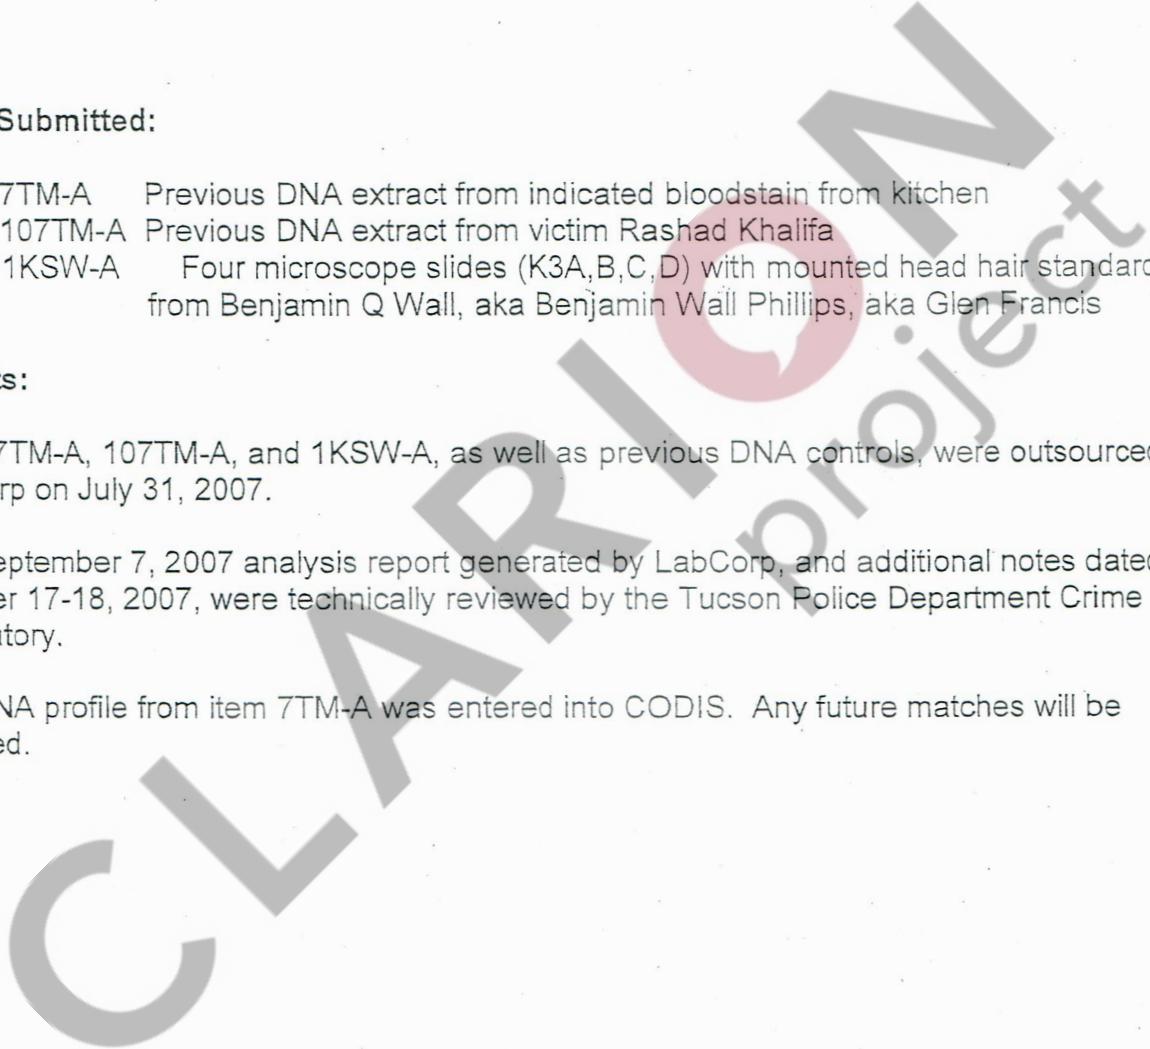 Submitted:
7TM-A Previous DNA extract from indicated bloodstain from kitchen
107TM-A Previous DNA extract from victim Rashad Khalifa
1KSW-A Four microscope slides (K3A,B,C,D) with mounted head hair standard
from Benjamin Q Wall, aka Benjamin Wall Phillips, aka Glen Francis
ts:
7TM-A, 107TM-A, and 1KSW-A, as well as previous DNA controls, were outsourced
rp on July 31, 2007.
eptember 7, 2007 analysis report generated by LabCorp, and additional notes dated
er 17-18, 2007, were technically reviewed by the Tucson Police Department Crime
atory.
NA profile from item 7TM-A was entered into CODIS. Any future matches will be
ed.
CLARION
project